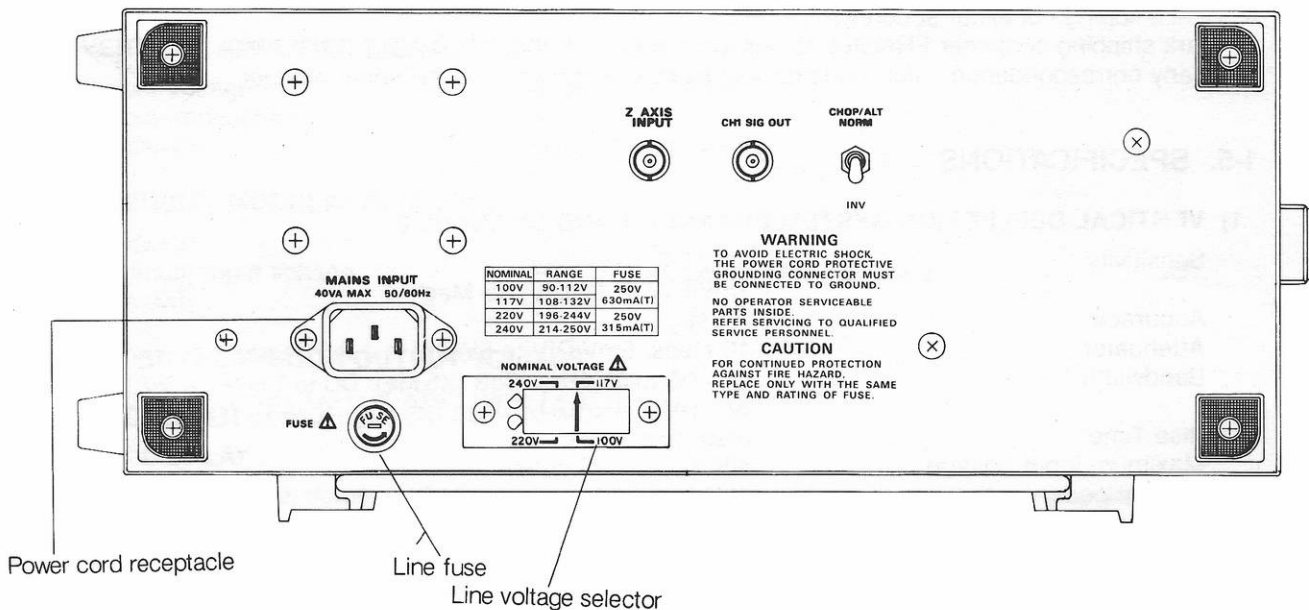 Z AXIS
INPUT
CH1 SIG OUT
CHOP/ALT
NORM
INV
WARNING
TO AVOID ELECTRIC SHOCK,
THE POWER CORD PROTECTIVE
GROUNDING CONNECTOR MUST
BE CONNECTED TO GROUND.
NO OPERATOR SERVICEABLE
PARTS INSIDE.
REFER SERVICING TO QUALIFIED
SERVICE PERSONNEL.
CAUTION
FOR CONTINUED PROTECTION
AGAINST FIRE HAZARD,
REPLACE ONLY WITH THE SAME
TYPE AND RATING OF FUSE.
MAINS INPUT
40VA MAX 50/60Hz
NOMINAL RANGE FUSE
100V 90-112V 250V
117V 108-132V 630mA(T)
220V 196-244V 250V
240V 214-250V 315mA(T)
NOMINAL VOLTAGE
240V 117V
220V 100V
FUSE
FUSE
Power cord receptacle
Line fuse
Line voltage selector
1-5. SPECIFICATIONS